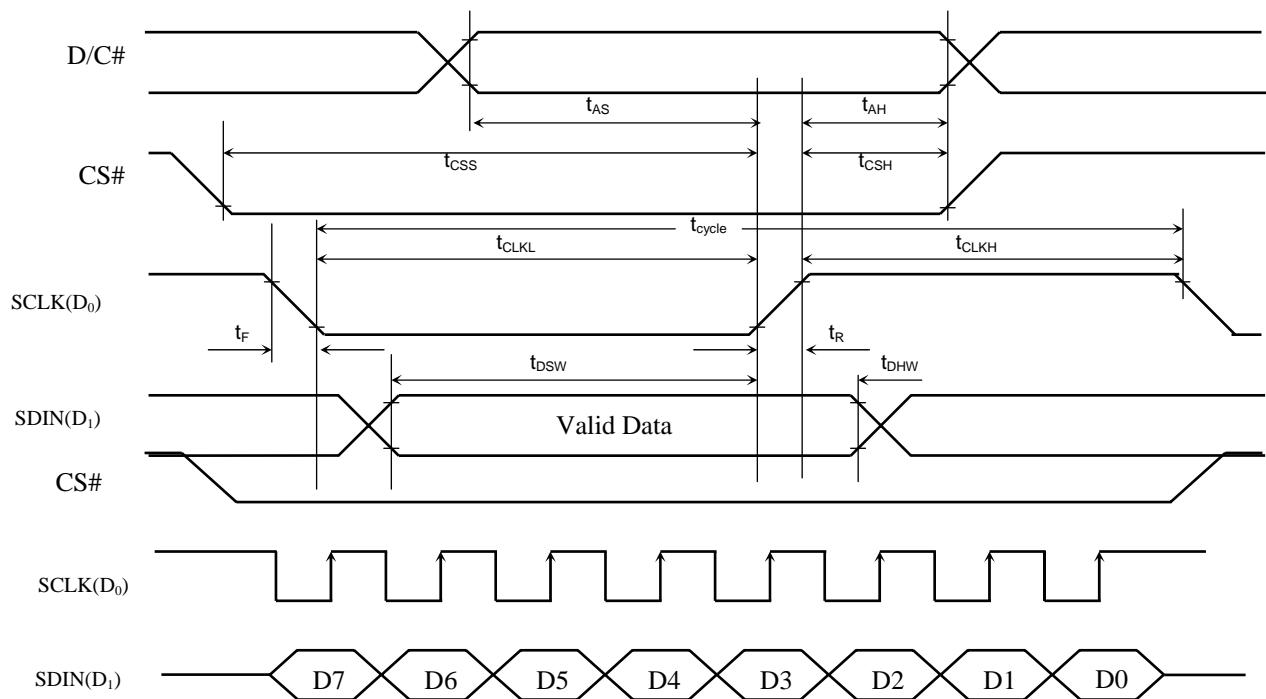 D/C#
tAS
tAH
CS#
tCSS
tCSH
tcycle
tCLKL
tCLKH
SCLK(D0)
tF
tR
tDSW
tDHW
SDIN(D1)
Valid Data
CS#
SCLK(D0)
SDIN(D1)
D7 D6 D5 D4 D3 D2 D1 D0